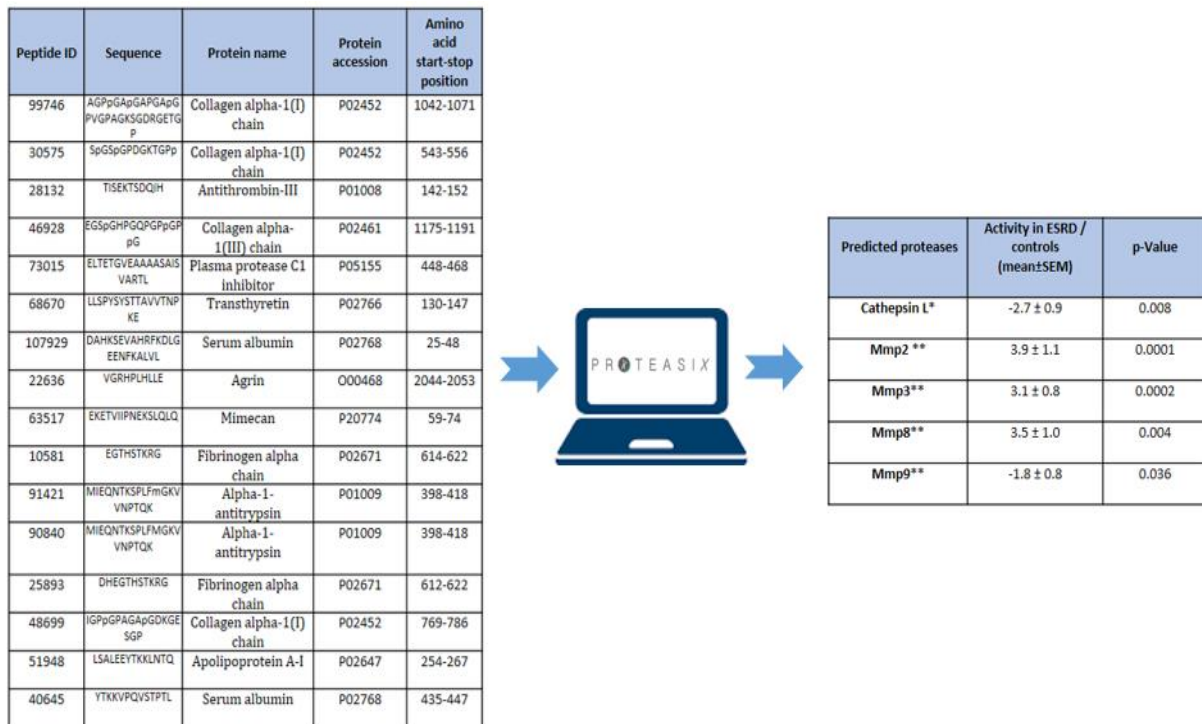 Peptide ID Sequence Protein name Protein accession Amino acid start-stop position
99746 AGPpGApGAPGApG PVGPAGKSGDRGETG P Collagen alpha-1(I) chain P02452 1042-1071
30575 SpGSpGPDGKTGPp Collagen alpha-1(I) chain P02452 543-556
28132 TISEKTSDQIH Antithrombin-III P01008 142-152
46928 EGSpGHPGQPGPpGP pG Collagen alpha-1(III) chain P02461 1175-1191
73015 ELTETGVEAAAASAIS VARTL Plasma protease C1 inhibitor P05155 448-468
68670 LLSPYSYSTTAVVTNP KE Transthyretin P02766 130-147
107929 DAHKSEVAHRFKDLG EENFKALVL Serum albumin P02768 25-48
22636 VGRHPLHLLE Agrin O00468 2044-2053
63517 EKETVIIPNEKSLQLQ Mimecan P20774 59-74
10581 EGTHSTKRG Fibrinogen alpha chain P02671 614-622
91421 MIEQNTKSPLFmGKV VNPTQK Alpha-1-antitrypsin P01009 398-418
90840 MIEQNTKSPLFMGKV VNPTQK Alpha-1-antitrypsin P01009 398-418
25893 DHEGTHSTKRG Fibrinogen alpha chain P02671 612-622
48699 IGPpGPAGApGDKGE SGP Collagen alpha-1(I) chain P02452 769-786
51948 LSALEEYTKKLNTQ Apolipoprotein A-I P02647 254-267
40645 YTKKVPQVSTPTL Serum albumin P02768 435-447
PROTEASIX
Predicted proteases Activity in ESRD / controls (mean±SEM) p-Value
Cathepsin L* -2.7 ± 0.9 0.008
Mmp2 ** 3.9 ± 1.1 0.0001
Mmp3** 3.1 ± 0.8 0.0002
Mmp8** 3.5 ± 1.0 0.004
Mmp9** -1.8 ± 0.8 0.036